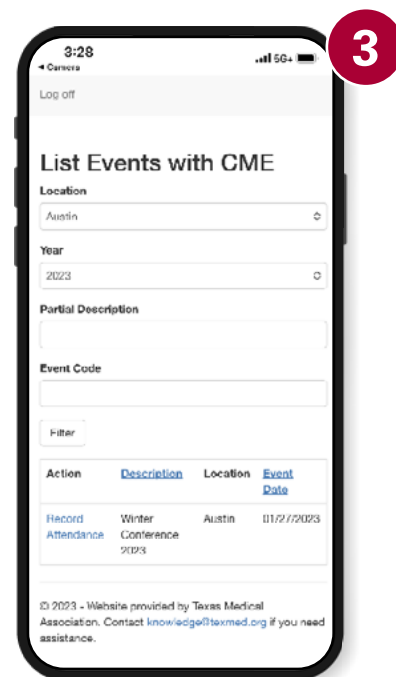 3
3:28
5G+
◂ Camera
Log off
List Events with CME
Location
Austin
Year
2023
Partial Description
Event Code
Filter
Action Description Location Event Date
Record Attendance Winter Conference 2023 Austin 01/27/2023
© 2023 - Website provided by Texas Medical
Association. Contact knowledge@texmed.org if you need
assistance.